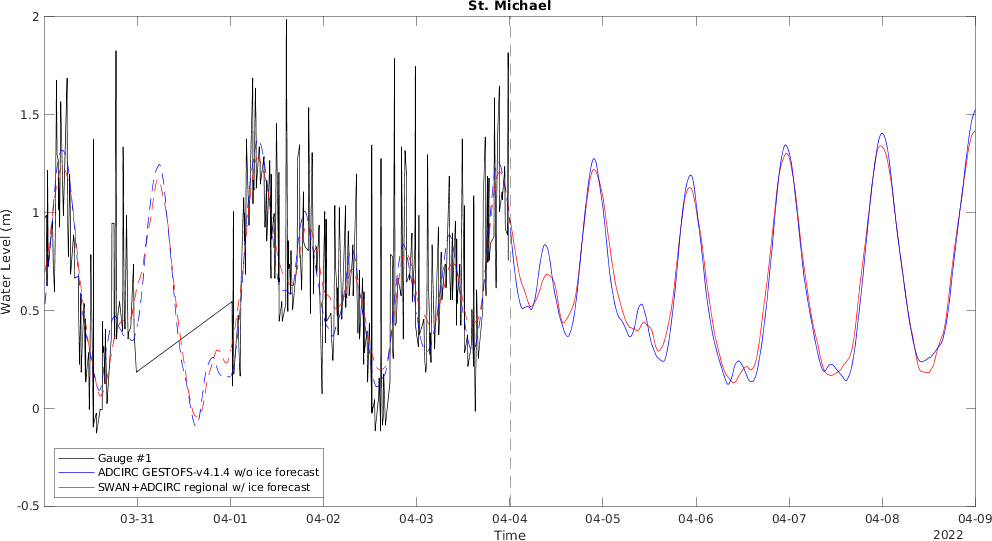 St. Michael
Water Level (m)
2
1.5
1
0.5
0
-0.5
Gauge #1
ADCIRC GESTOFS-v4.1.4 w/o ice forecast
SWAN+ADCIRC regional w/ ice forecast
03-31 04-01 04-02 04-03 04-04 04-05 04-06 04-07 04-08 04-09
Time
2022